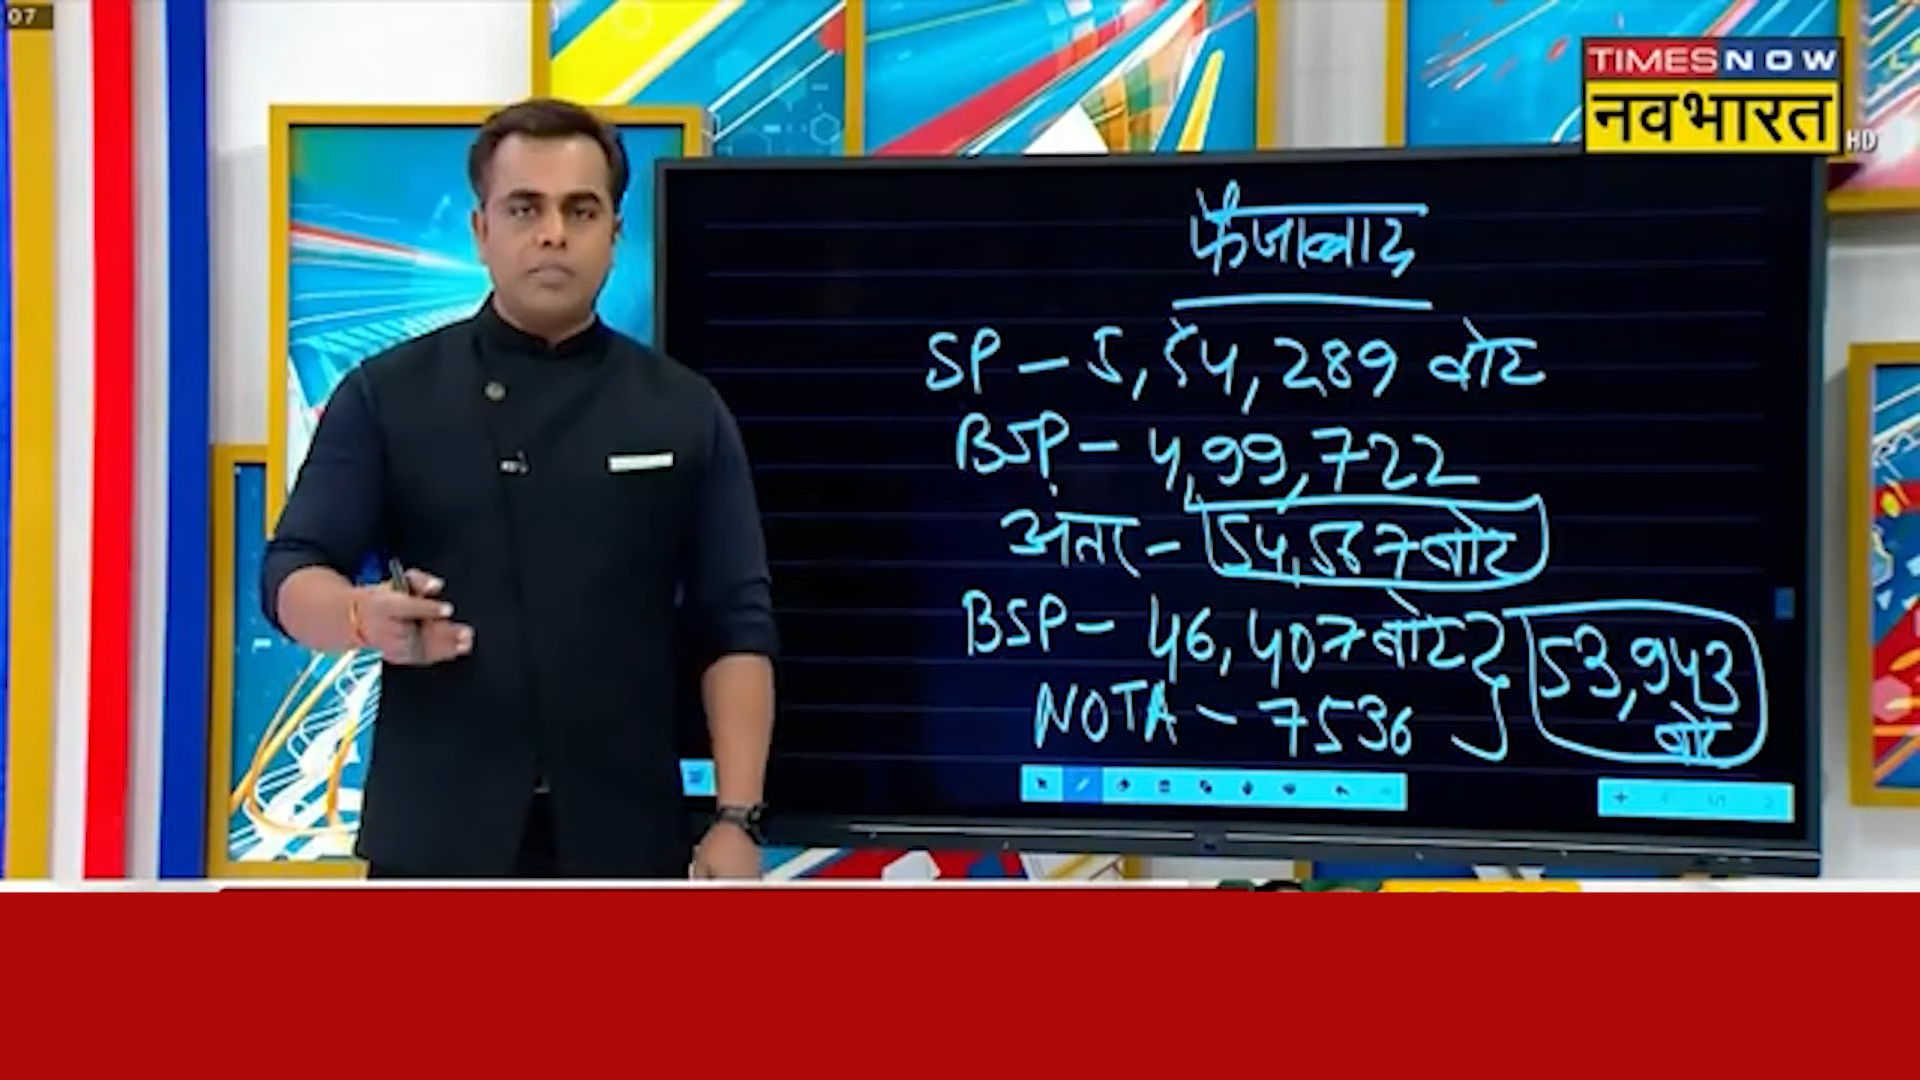 07
TIMES NOW
नवभारत
HD
फैजाबाद
SP - 5,54,289 वोट
BSP - 4,99,722
अंतर - 54,567 वोट
BSP - 46,407 वोट
NOTA - 7536
53,943
वोट